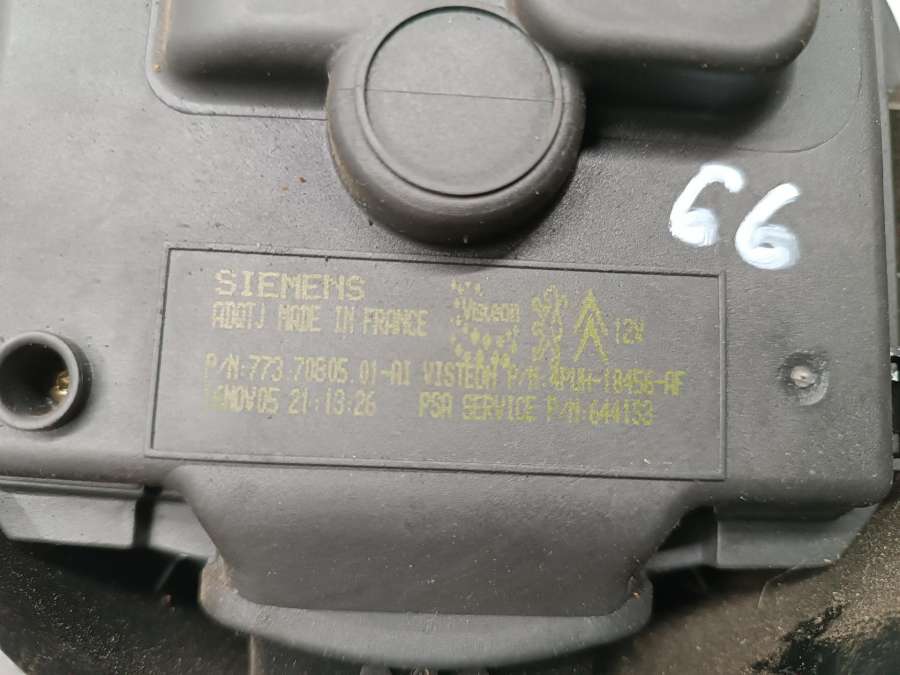 66
SIEMENS
ADQTJ MADE IN FRANCE
Visteon
12V
P/N:773.70805.01-AI VISTEON P/N:4PUH-18456-AF
NOV05 21:13:26 PSA SERVICE P/N:644133